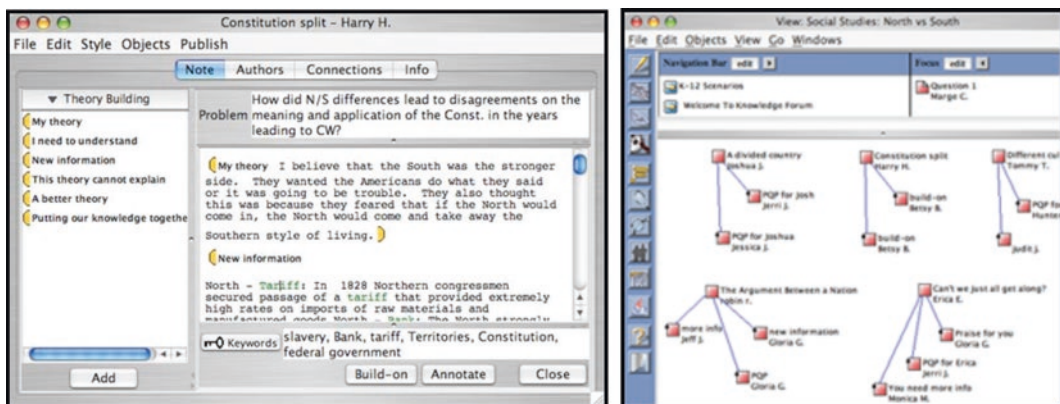 Constitution split - Harry H.
File Edit Style Objects Publish
Note Authors Connections Info
Theory Building
My theory
I need to understand
New information
This theory cannot explain
A better theory
Putting our knowledge togethe
Add
Problem
How did N/S differences lead to disagreements on the
meaning and application of the Const. in the years
leading to CW?
My theory I believe that the South was the stronger
side. They wanted the Americans do what they said
or it was going to be trouble. They also thought
this was because they feared that if the North would
come in, the North would come and take away the
Southern style of living.
New information
North - Tariff: In 1828 Northern congressmen
secured passage of a tariff that provided extremely
high rates on imports of raw materials and
manufactured goods North - Bank: The North strongly
Keywords
slavery, Bank, tariff, Territories, Constitution,
federal government
Build-on Annotate Close
View: Social Studies: North vs South
File Edit Objects View Go Windows
Navigation Bar edit
Focus edit
K-12 Scenarios
Welcome To Knowledge Forum
Question 1
Marge C.
A divided country
Joshua J.
PQP for Josh
Jerri J.
PQP for Joshua
Jessica J.
Constitution split
Harry H.
build-on
Betsy B.
build-on
Betsy B.
Different cul
Tommy T.
PQP for
Hunter
Judit J.
The Argument Between a Nation
robin r.
more info
Jeff J.
new information
Gloria G.
PQP
Gloria G.
Can't we just all get along?
Erica E.
Praise for you
Gloria G.
PQP for Erica
Jerri J.
You need more info
Monica M.